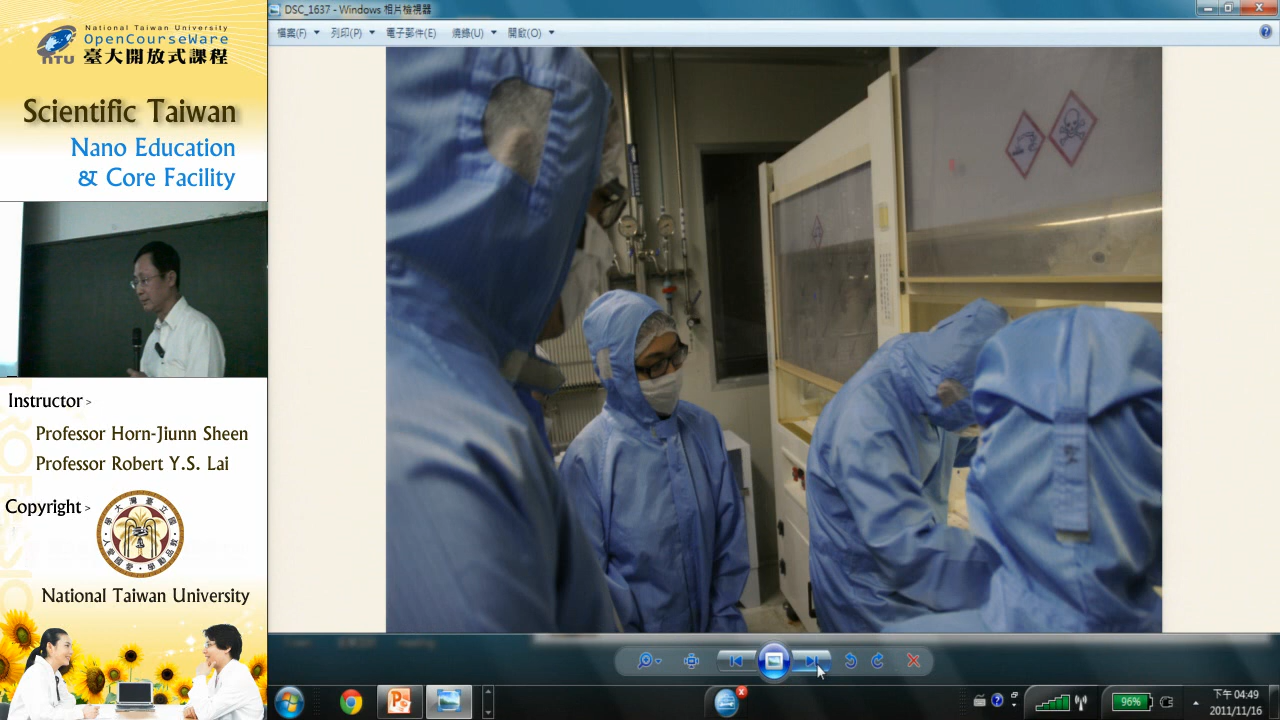 National Taiwan University
OpenCourseWare
NTU 臺大開放式課程
Scientific Taiwan
Nano Education
& Core Facility
Instructor >
Professor Horn-Jiunn Sheen
Professor Robert Y.S. Lai
Copyright >
National Taiwan University
DSC_1637 - Windows 相片檢視器
檔案(F)
列印(P)
電子郵件(E)
燒錄(U)
開啟(O)
96%
下午 04:49
2011/11/16